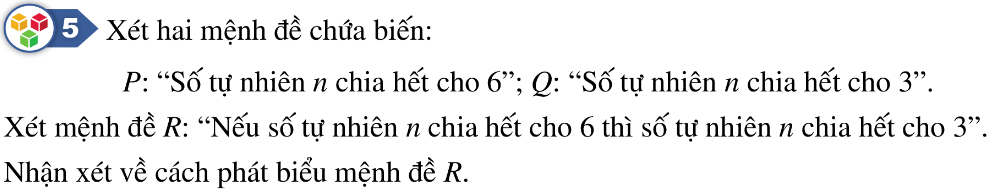 5 Xét hai mệnh đề chứa biến:
P: “Số tự nhiên n chia hết cho 6”; Q: “Số tự nhiên n chia hết cho 3”.
Xét mệnh đề R: “Nếu số tự nhiên n chia hết cho 6 thì số tự nhiên n chia hết cho 3”.
Nhận xét về cách phát biểu mệnh đề R.